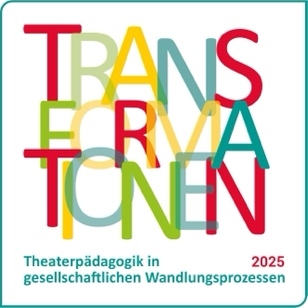 TRANS
FORMA
TIONEN
Theaterpädagogik in 2025
gesellschaftlichen Wandlungsprozessen